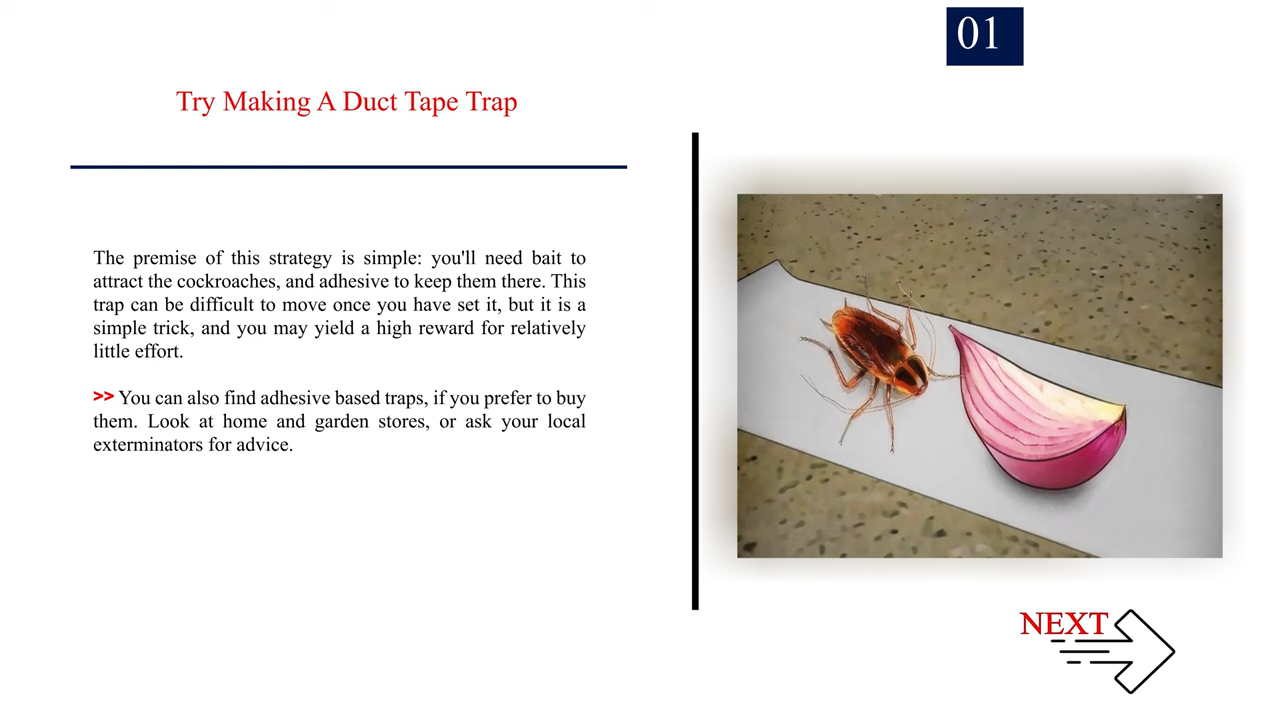 01
Try Making A Duct Tape Trap
The premise of this strategy is simple: you'll need bait to
attract the cockroaches, and adhesive to keep them there. This
trap can be difficult to move once you have set it, but it is a
simple trick, and you may yield a high reward for relatively
little effort.
>> You can also find adhesive based traps, if you prefer to buy
them. Look at home and garden stores, or ask your local
exterminators for advice.
NEXT